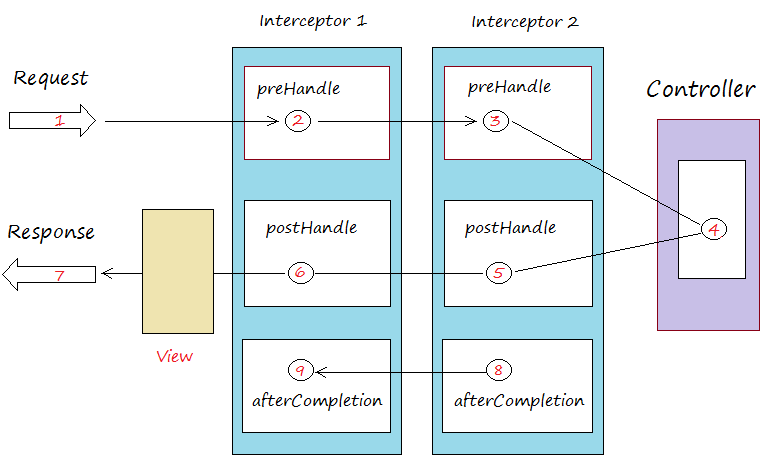 Interceptor 1
Interceptor 2
Request
preHandle
preHandle
Controller
1
2
3
4
Response
postHandle
postHandle
7
6
5
View
9
8
afterCompletion
afterCompletion